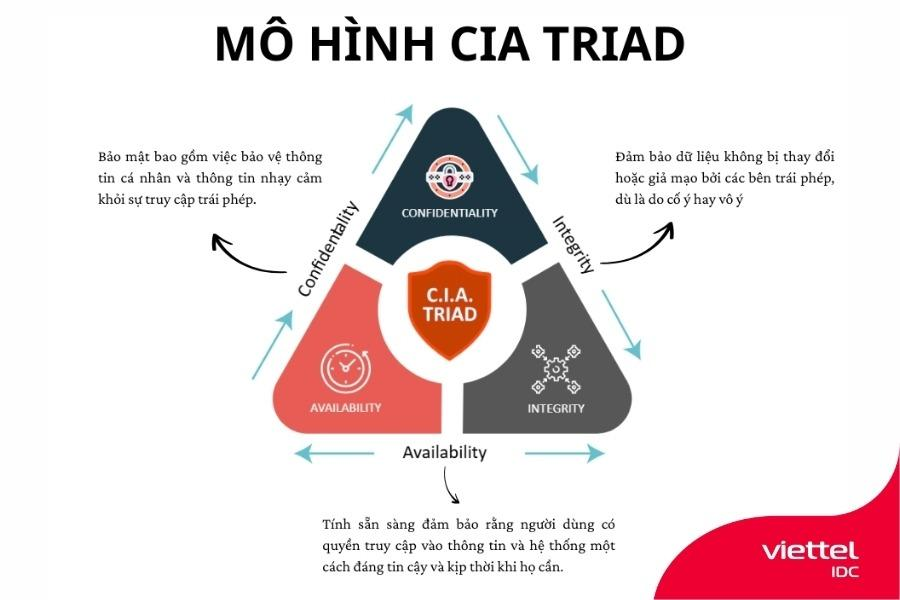 MÔ HÌNH CIA TRIAD
Bảo mật bao gồm việc bảo vệ thông
tin cá nhân và thông tin nhạy cảm
khỏi sự truy cập trái phép.
Đảm bảo dữ liệu không bị thay đổi
hoặc giả mạo bởi các bên trái phép,
dù là do cố ý hay vô ý
CONFIDENTIALITY
Confidentiality
Integrity
C.I.A.
TRIAD
AVAILABILITY
INTEGRITY
Availability
Tính sẵn sàng đảm bảo rằng người dùng có
quyền truy cập vào thông tin và hệ thống một
cách đáng tin cậy và kịp thời khi họ cần.
viettel
IDC